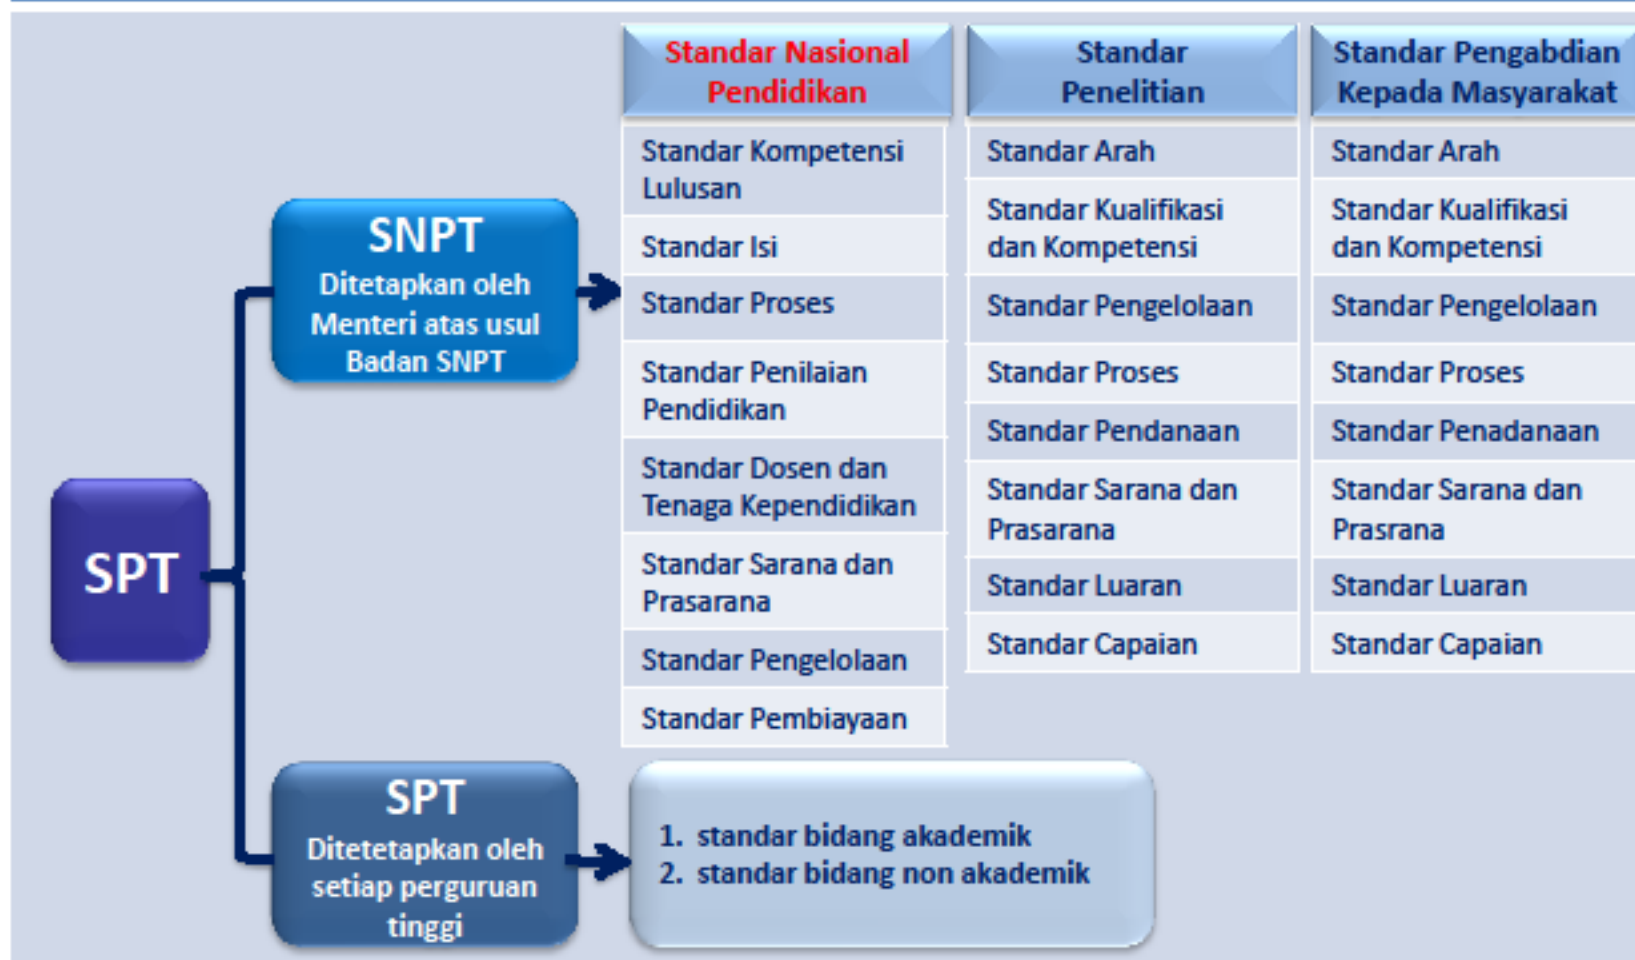 SPT
SNPT
Ditetapkan oleh
Menteri atas usul
Badan SNPT
Standar Nasional
Pendidikan
Standar Kompetensi
Lulusan
Standar Isi
Standar Proses
Standar Penilaian
Pendidikan
Standar Dosen dan
Tenaga Kependidikan
Standar Sarana dan
Prasarana
Standar Pengelolaan
Standar Pembiayaan
Standar
Penelitian
Standar Arah
Standar Kualifikasi
dan Kompetensi
Standar Pengelolaan
Standar Proses
Standar Pendanaan
Standar Sarana dan
Prasarana
Standar Luaran
Standar Capaian
Standar Pengabdian
Kepada Masyarakat
Standar Arah
Standar Kualifikasi
dan Kompetensi
Standar Pengelolaan
Standar Proses
Standar Penadanaan
Standar Sarana dan
Prasrana
Standar Luaran
Standar Capaian
SPT
Ditetetapkan oleh
setiap perguruan
tinggi
1. standar bidang akademik
2. standar bidang non akademik